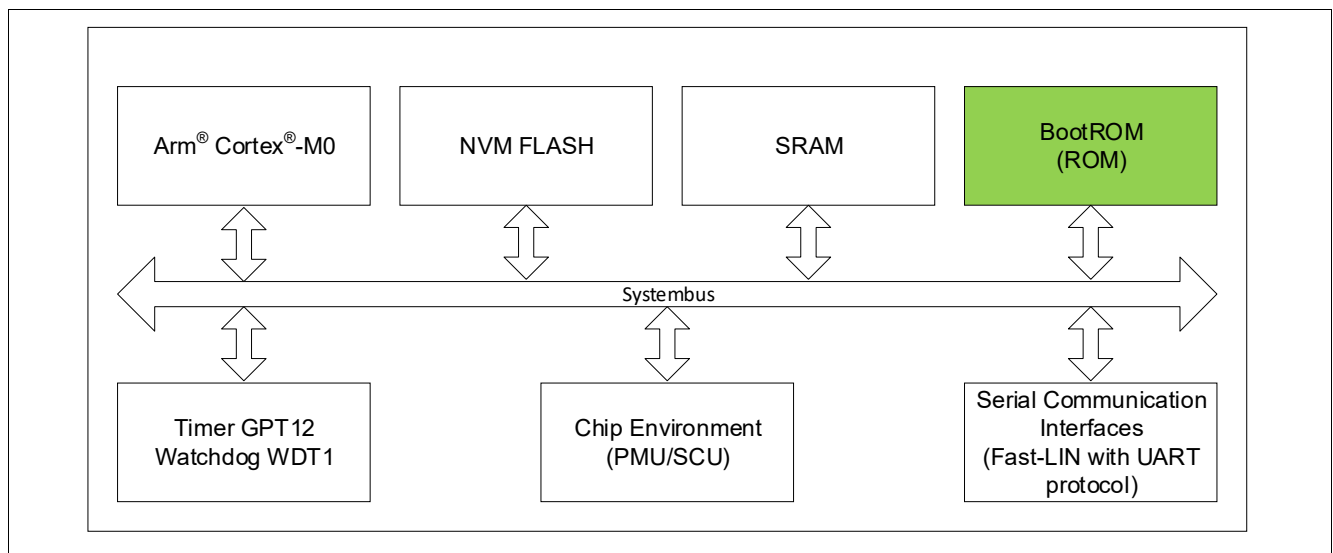 Arm® Cortex®-M0
NVM FLASH
SRAM
BootROM
(ROM)
Systembus
Timer GPT12
Watchdog WDT1
Chip Environment
(PMU/SCU)
Serial Communication
Interfaces
(Fast-LIN with UART
protocol)